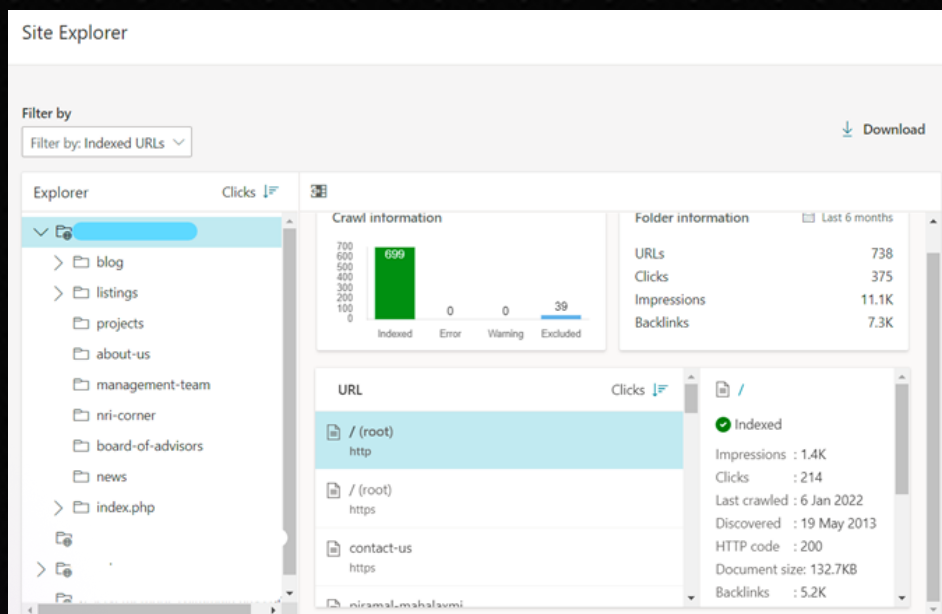 Site Explorer
Filter by
Filter by: Indexed URLs
Download
Explorer
Clicks
blog
listings
projects
about-us
management-team
nri-corner
board-of-advisors
news
index.php
Crawl information
700
600
500
400
300
200
100
0
699
0
0
39
Indexed Error Warning Excluded
Folder information Last 6 months
URLs 738
Clicks 375
Impressions 11.1K
Backlinks 7.3K
URL Clicks
/ (root)
http
/ (root)
https
contact-us
https
piramal-mahalaxmi
/
Indexed
Impressions : 1.4K
Clicks : 214
Last crawled : 6 Jan 2022
Discovered : 19 May 2013
HTTP code : 200
Document size: 132.7KB
Backlinks : 5.2K